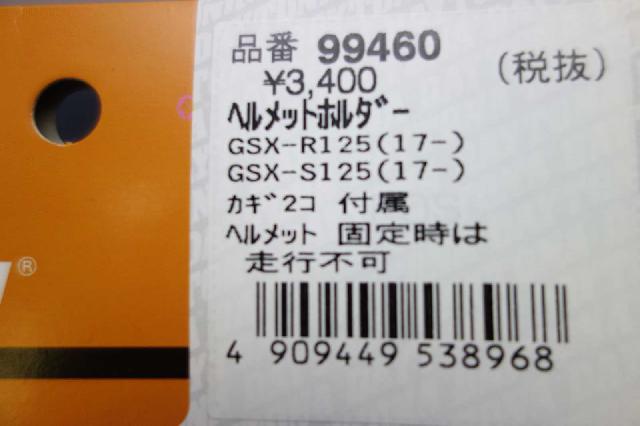 品番 99460
¥3,400 (税抜)
ヘルメットホルダー
GSX-R125(17-)
GSX-S125(17-)
カギ2コ 付属
ヘルメット 固定時は
走行不可
®
4 909449 538968